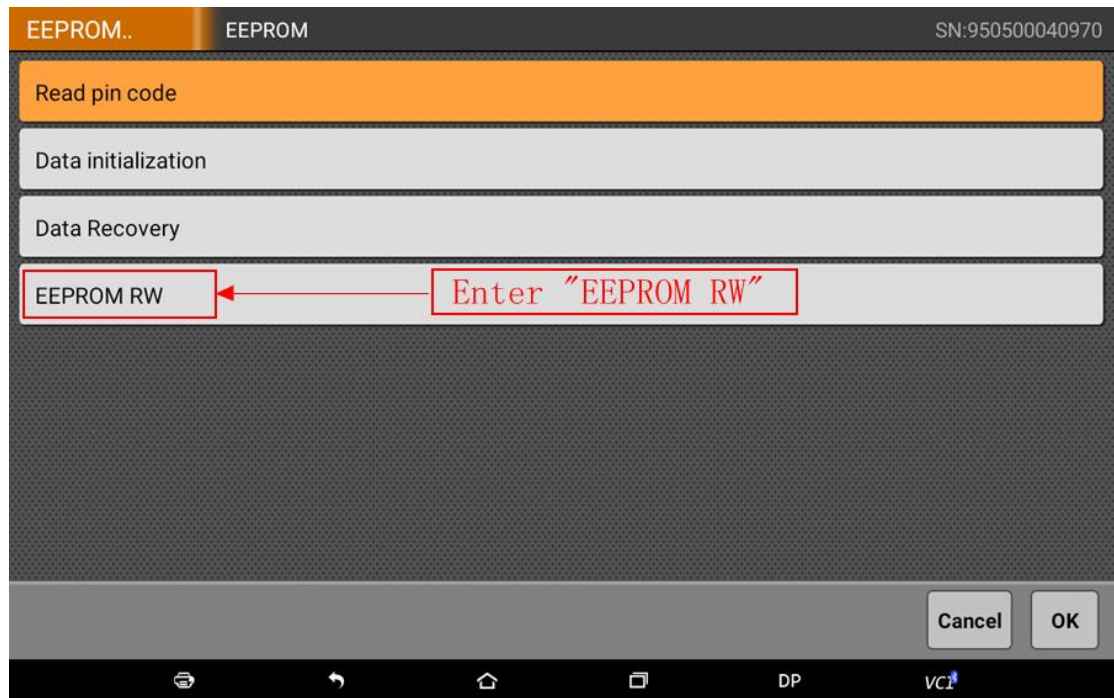 EEPROM.. EEPROM SN:950500040970
Read pin code
Data initialization
Data Recovery
EEPROM RW Enter "EEPROM RW"
Cancel OK
DP VCI